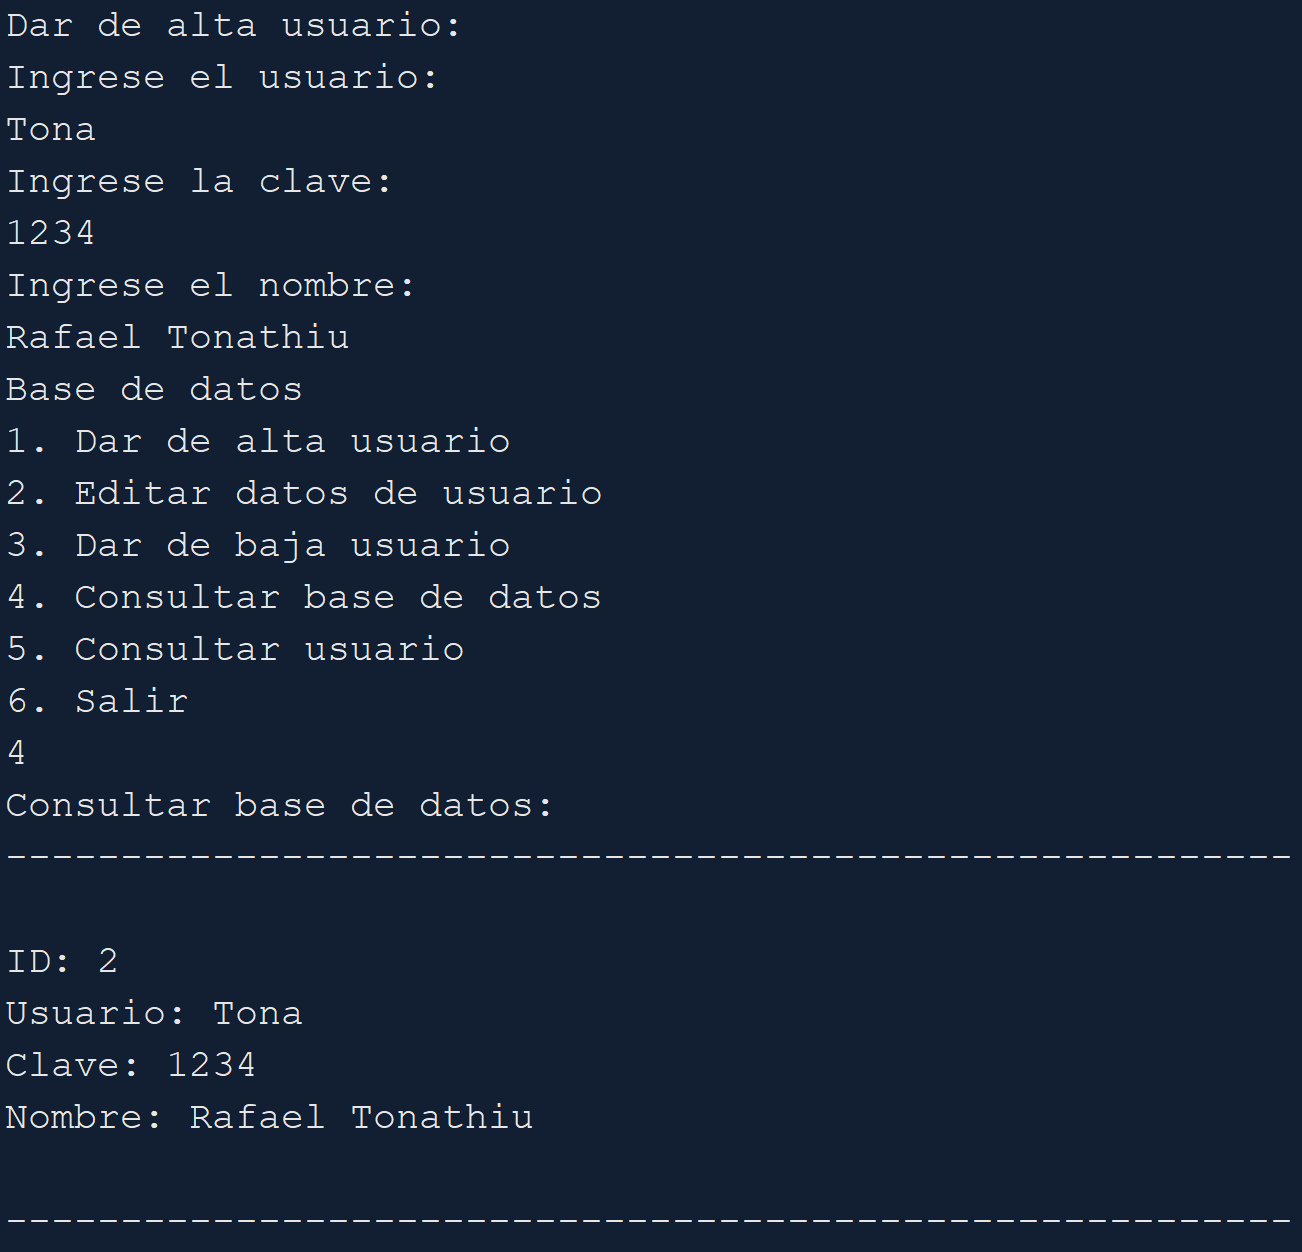 Dar de alta usuario:
Ingrese el usuario:
Tona
Ingrese la clave:
1234
Ingrese el nombre:
Rafael Tonathiu
Base de datos
1. Dar de alta usuario
2. Editar datos de usuario
3. Dar de baja usuario
4. Consultar base de datos
5. Consultar usuario
6. Salir
4
Consultar base de datos:
--------------------------------------------------------
ID: 2
Usuario: Tona
Clave: 1234
Nombre: Rafael Tonathiu
--------------------------------------------------------